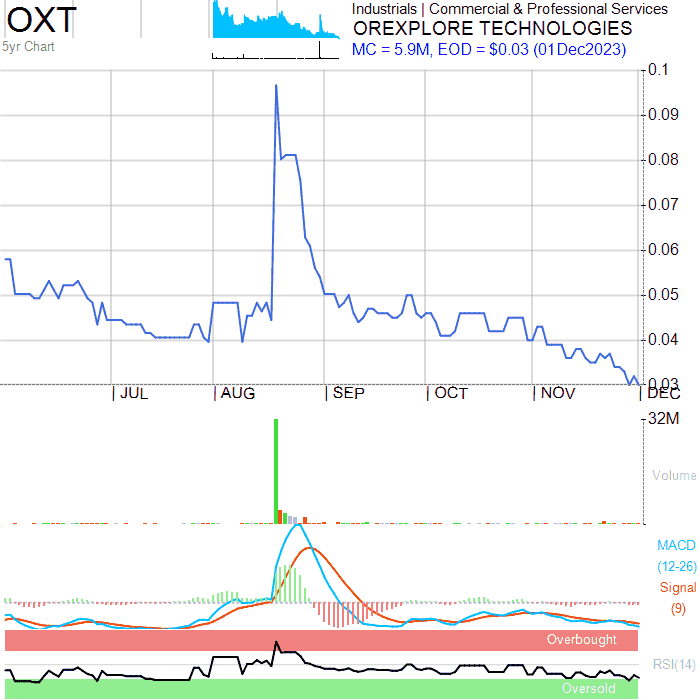 OXT
5yr Chart
Industrials | Commercial & Professional Services
OREXPLORE TECHNOLOGIES
MC = 5.9M, EOD = $0.03 (01Dec2023)
0.1
0.09
0.08
0.07
0.06
0.05
0.04
0.03
| JUL
| AUG
| SEP
| OCT
| NOV
| DEC
32M
Volume
MACD
(12-26)
Signal
(9)
Overbought
RSI(14)
Oversold